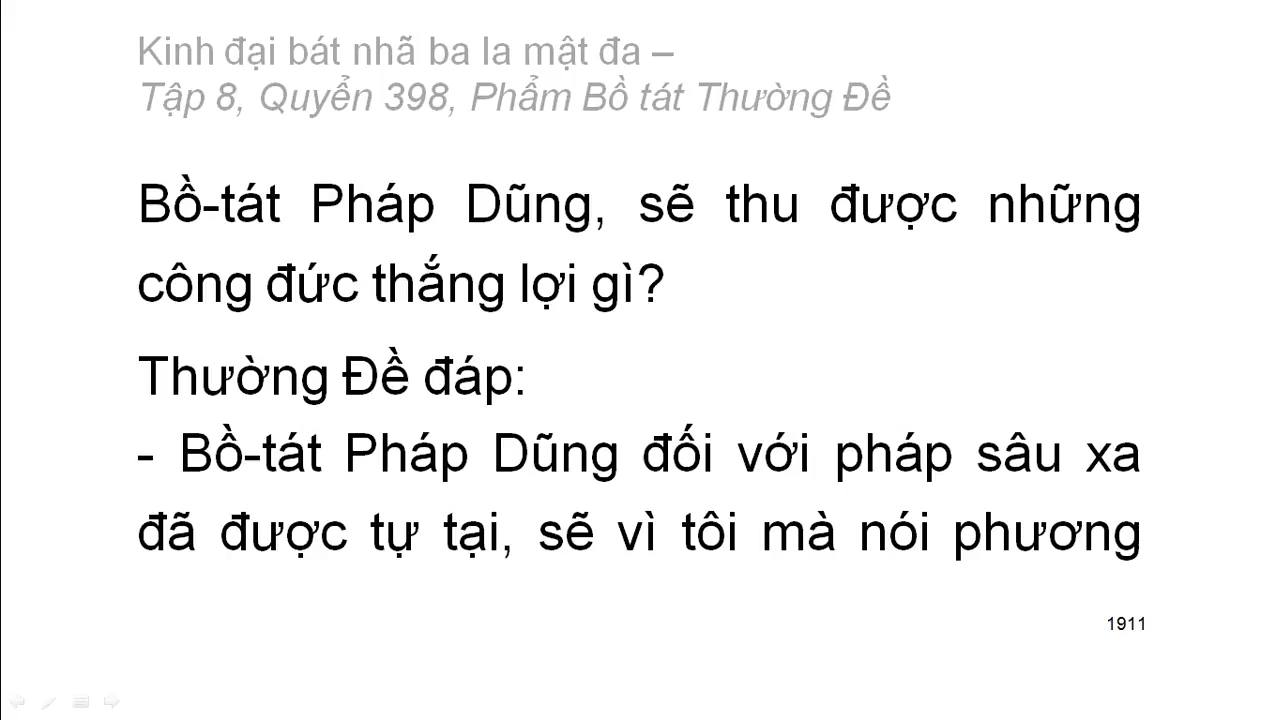 Kinh đại bát nhã ba la mật đa –
Tập 8, Quyển 398, Phẩm Bồ tát Thường Đề
Bồ-tát Pháp Dũng, sẽ thu được những
công đức thắng lợi gì?
Thường Đề đáp:
- Bồ-tát Pháp Dũng đối với pháp sâu xa
đã được tự tại, sẽ vì tôi mà nói phương
1911